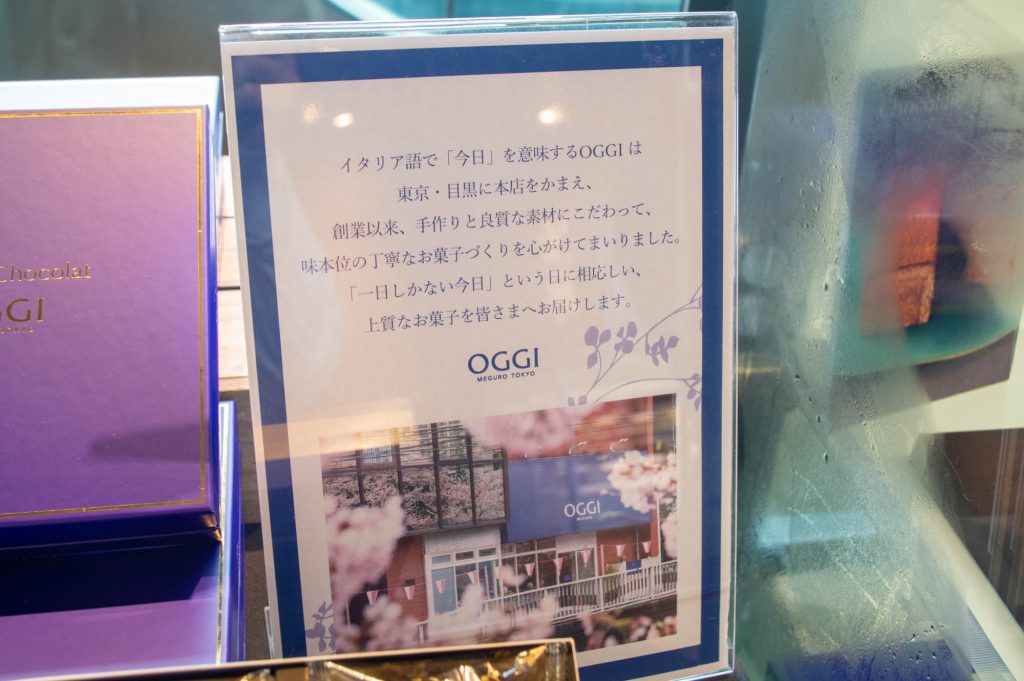 イタリア語で「今日」を意味するOGGI は
東京・目黒に本店をかまえ、
創業以来、手作りと良質な素材にこだわって、
味本位の丁寧なお菓子づくりを心がけてまいりました。
「一日しかない今日」という日に相応しい、
上質なお菓子を皆さまへお届けします。
OGGI
MEGURO TOKYO
OGGI
MEGURO
Chocolat
GGI
TOKYO